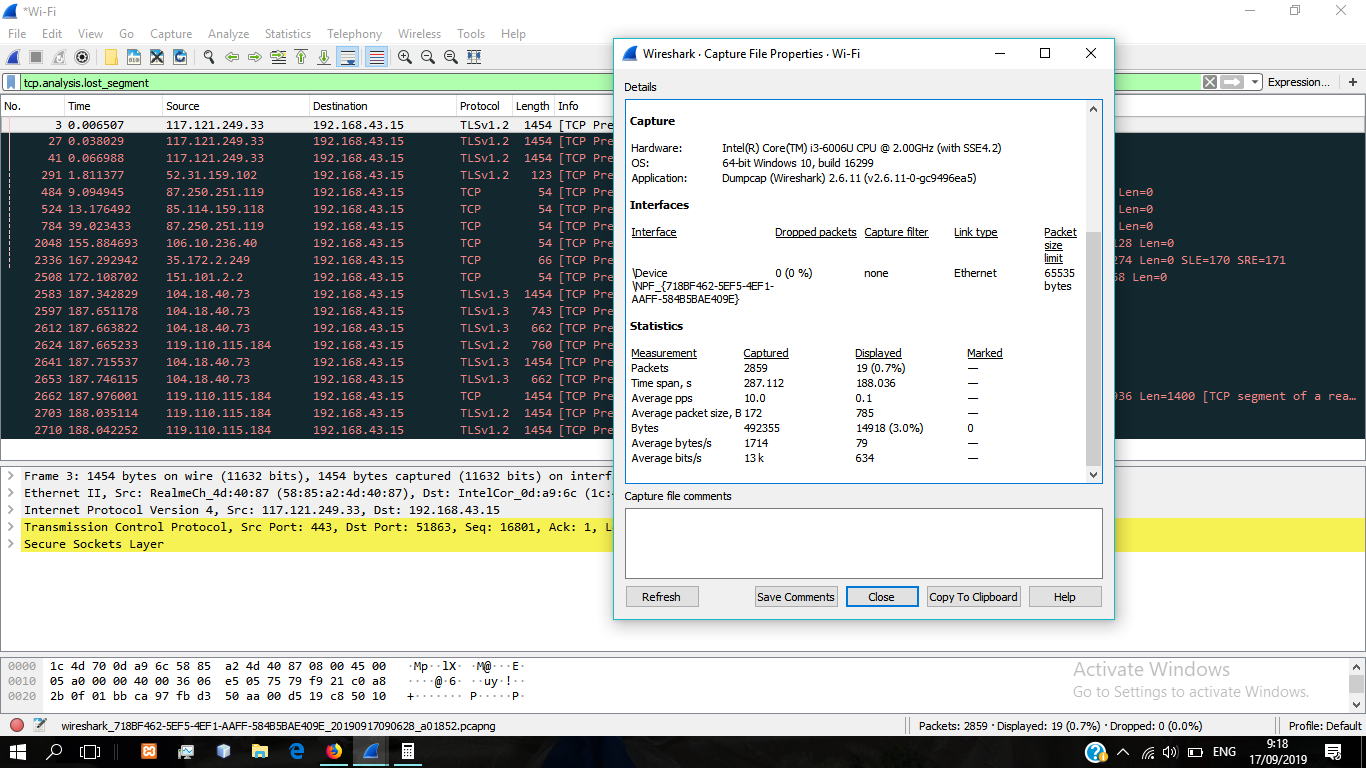 *Wi-Fi
File Edit View Go Capture Analyze Statistics Telephony Wireless Tools Help
tcp.analysis.lost_segment
Expression... +
No. Time Source Destination Protocol Length Info
3 0.006507 117.121.249.33 192.168.43.15 TLSv1.2 1454 [TCP Pre
27 0.038029 117.121.249.33 192.168.43.15 TLSv1.2 1454 [TCP Pre
41 0.066988 117.121.249.33 192.168.43.15 TLSv1.2 1454 [TCP Pre
291 1.811377 52.31.159.102 192.168.43.15 TLSv1.2 123 [TCP Pre
484 9.094945 87.250.251.119 192.168.43.15 TCP 54 [TCP Pre Len=0
524 13.176492 85.114.159.118 192.168.43.15 TCP 54 [TCP Pre Len=0
784 39.023433 87.250.251.119 192.168.43.15 TCP 54 [TCP Pre Len=0
2048 155.884693 106.10.236.40 192.168.43.15 TCP 54 [TCP Pre 128 Len=0
2336 167.292942 35.172.2.249 192.168.43.15 TCP 66 [TCP Pre 274 Len=0 SLE=170 SRE=171
2508 172.108702 151.101.2.2 192.168.43.15 TCP 54 [TCP Pre 58 Len=0
2583 187.342829 104.18.40.73 192.168.43.15 TLSv1.3 1454 [TCP Pre
2597 187.651178 104.18.40.73 192.168.43.15 TLSv1.3 743 [TCP Pre
2612 187.663822 104.18.40.73 192.168.43.15 TLSv1.3 662 [TCP Pre
2624 187.665233 119.110.115.184 192.168.43.15 TLSv1.2 760 [TCP Pre
2641 187.715537 104.18.40.73 192.168.43.15 TLSv1.3 1454 [TCP Pre
2653 187.746115 104.18.40.73 192.168.43.15 TLSv1.3 662 [TCP Pre
2662 187.976001 119.110.115.184 192.168.43.15 TCP 1454 [TCP Pre 936 Len=1400 [TCP segment of a rea…
2703 188.035114 119.110.115.184 192.168.43.15 TLSv1.2 1454 [TCP Pre
2710 188.042252 119.110.115.184 192.168.43.15 TLSv1.2 1454 [TCP Pre
Frame 3: 1454 bytes on wire (11632 bits), 1454 bytes captured (11632 bits) on interf
Ethernet II, Src: RealmeCh_4d:40:87 (58:85:a2:4d:40:87), Dst: IntelCor_0d:a9:6c (1c:4
Internet Protocol Version 4, Src: 117.121.249.33, Dst: 192.168.43.15
Transmission Control Protocol, Src Port: 443, Dst Port: 51863, Seq: 16801, Ack: 1, L
Secure Sockets Layer
0000 1c 4d 70 0d a9 6c 58 85 a2 4d 40 87 08 00 45 00 ·Mp··lX· ·M@···E·
0010 05 a0 00 00 40 00 36 06 e5 05 75 79 f9 21 c0 a8 ····@·6· ··uy·!··
0020 2b 0f 01 bb ca 97 fb d3 50 aa 00 d5 19 c8 50 10 +······· P·····P·
wireshark_718BF462-5EF5-4EF1-AAFF-584B5BAE409E_20190917090628_a01852.pcapng
Packets: 2859 · Displayed: 19 (0.7%) · Dropped: 0 (0.0%)
Profile: Default
Wireshark · Capture File Properties · Wi-Fi
Details
Capture
Hardware: Intel(R) Core(TM) i3-6006U CPU @ 2.00GHz (with SSE4.2)
OS: 64-bit Windows 10, build 16299
Application: Dumpcap (Wireshark) 2.6.11 (v2.6.11-0-gc9496ea5)
Interfaces
Interface Dropped packets Capture filter Link type Packet
size
limit
\Device 0 (0 %) none Ethernet 65535
\NPF_{718BF462-5EF5-4EF1- bytes
AAFF-584B5BAE409E}
Statistics
Measurement Captured Displayed Marked
Packets 2859 19 (0.7%) —
Time span, s 287.112 188.036 —
Average pps 10.0 0.1 —
Average packet size, B 172 785 —
Bytes 492355 14918 (3.0%) 0
Average bytes/s 1714 79 —
Average bits/s 13 k 634 —
Capture file comments
Refresh Save Comments Close Copy To Clipboard Help
Activate Windows
Go to Settings to activate Windows.
ENG
9:18
17/09/2019